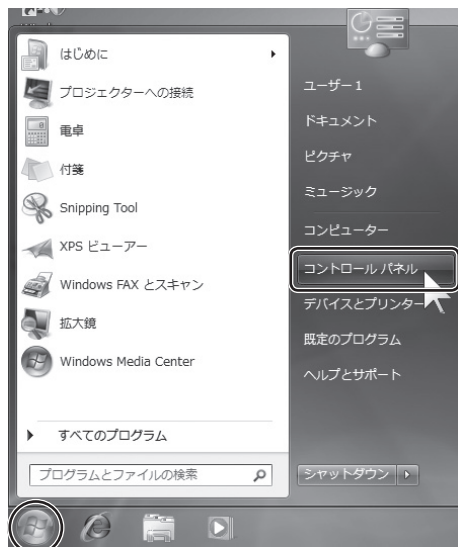 はじめに
プロジェクターへの接続
電卓
付箋
Snipping Tool
XPS ビューアー
Windows FAX とスキャン
拡大鏡
Windows Media Center
すべてのプログラム
プログラムとファイルの検索
ユーザー1
ドキュメント
ピクチャ
ミュージック
コンピューター
コントロール パネル
デバイスとプリンター
既定のプログラム
ヘルプとサポート
シャットダウン